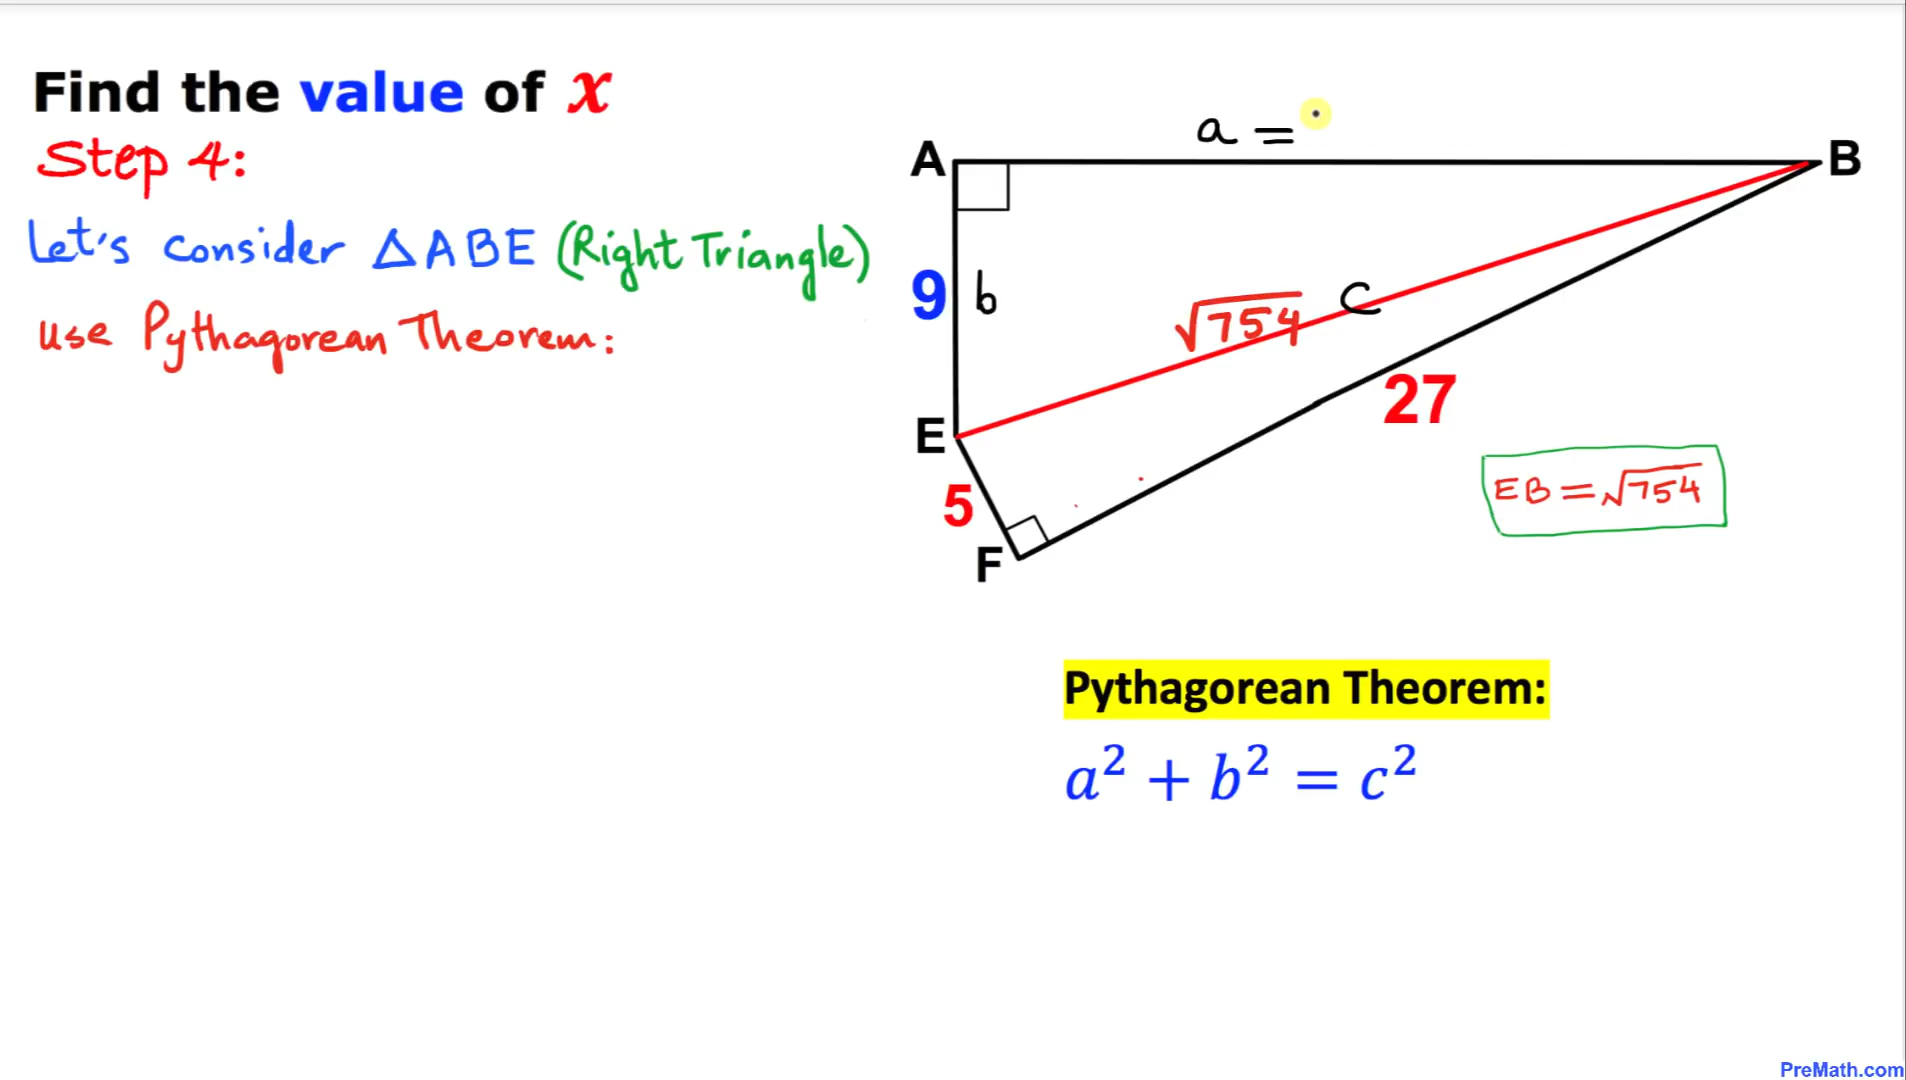 Find the value of x
Step 4:
Let's consider △ABE (Right Triangle)
use Pythagorean Theorem:
a =
A
B
9
b
√754
C
27
E
5
F
EB = √754
Pythagorean Theorem:
a² + b² = c²
PreMath.com